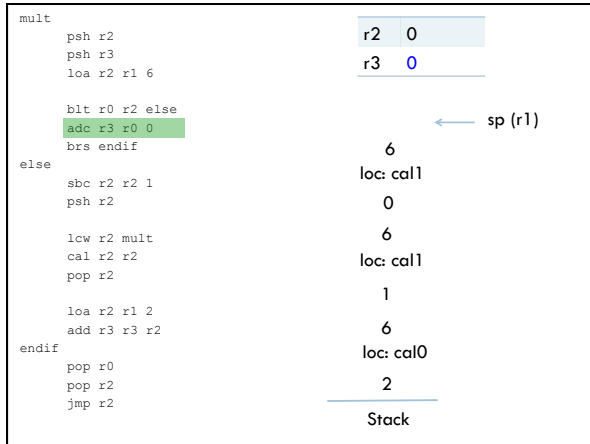 mult
psh r2
psh r3
loa r2 r1 6
blt r0 r2 else
adc r3 r0 0
brs endif
else
sbc r2 r2 1
psh r2
lcw r2 mult
cal r2 r2
pop r2
loa r2 r1 2
add r3 r3 r2
endif
pop r0
pop r2
jmp r2
r2 0
r3 0
sp (r1)
6
loc: cal1
0
6
loc: cal1
1
6
loc: cal0
2
Stack